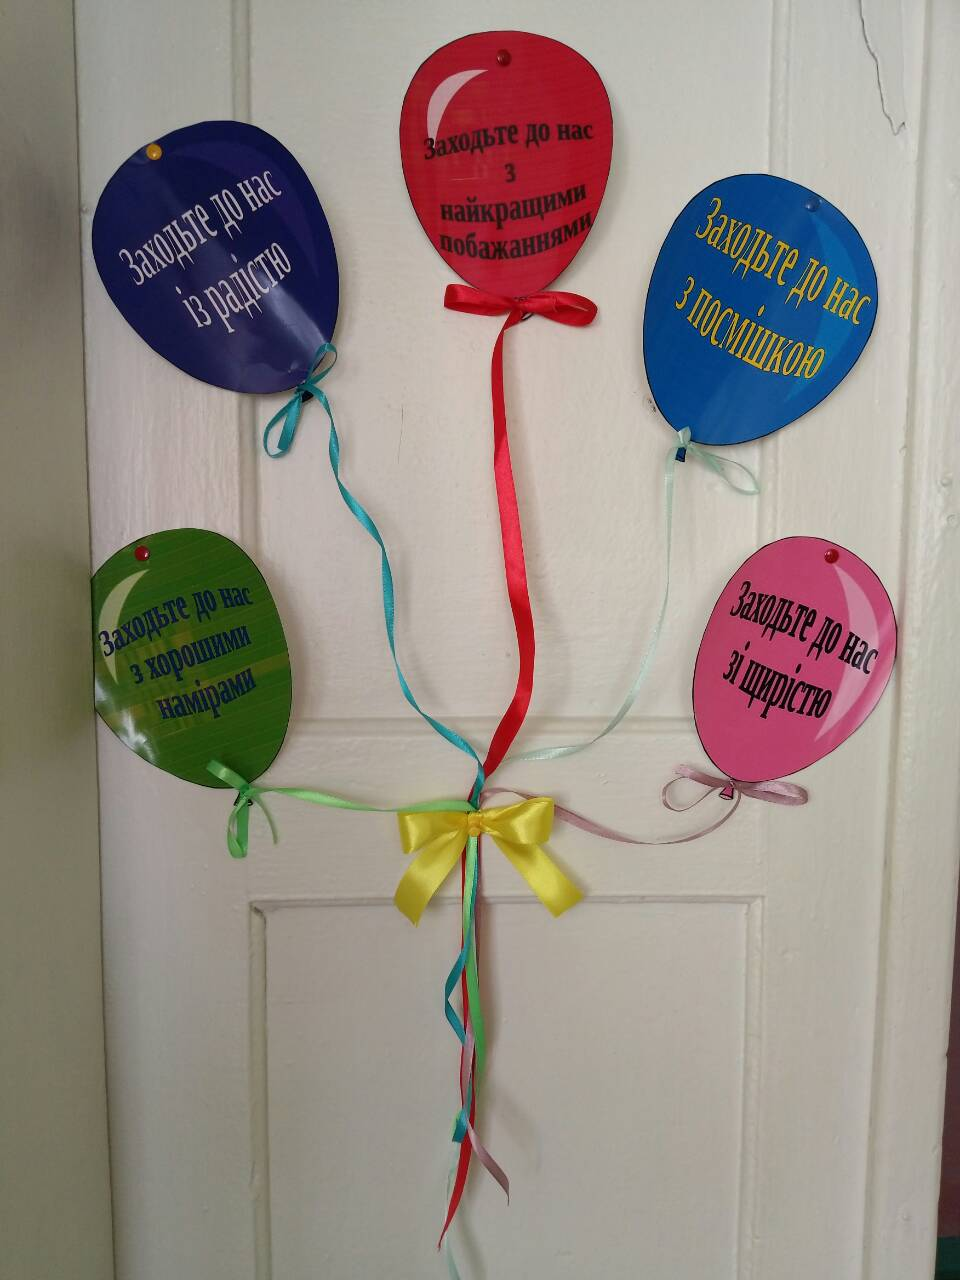 Заходьте до нас
із радістю
Заходьте до нас
з
найкращими
побажаннями
Заходьте до нас
з посмішкою
Заходьте до нас
з хорошими
намірами
Заходьте до нас
зі щирістю